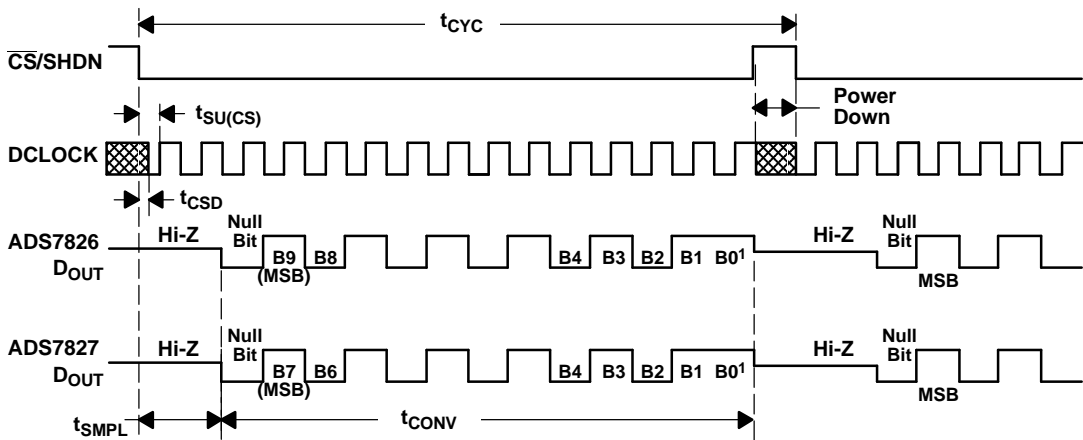 tCYC
CS/SHDN
Power
Down
tSU(CS)
DCLOCK
tCSD
ADS7826
DOUT
Hi-Z
Null
Bit
B9
(MSB)
B8
B4
B3
B2
B1
B0¹
Hi-Z
Null
Bit
MSB
ADS7827
DOUT
Hi-Z
Null
Bit
B7
(MSB)
B6
B4
B3
B2
B1
B0¹
Hi-Z
Null
Bit
MSB
tSMPL
tCONV